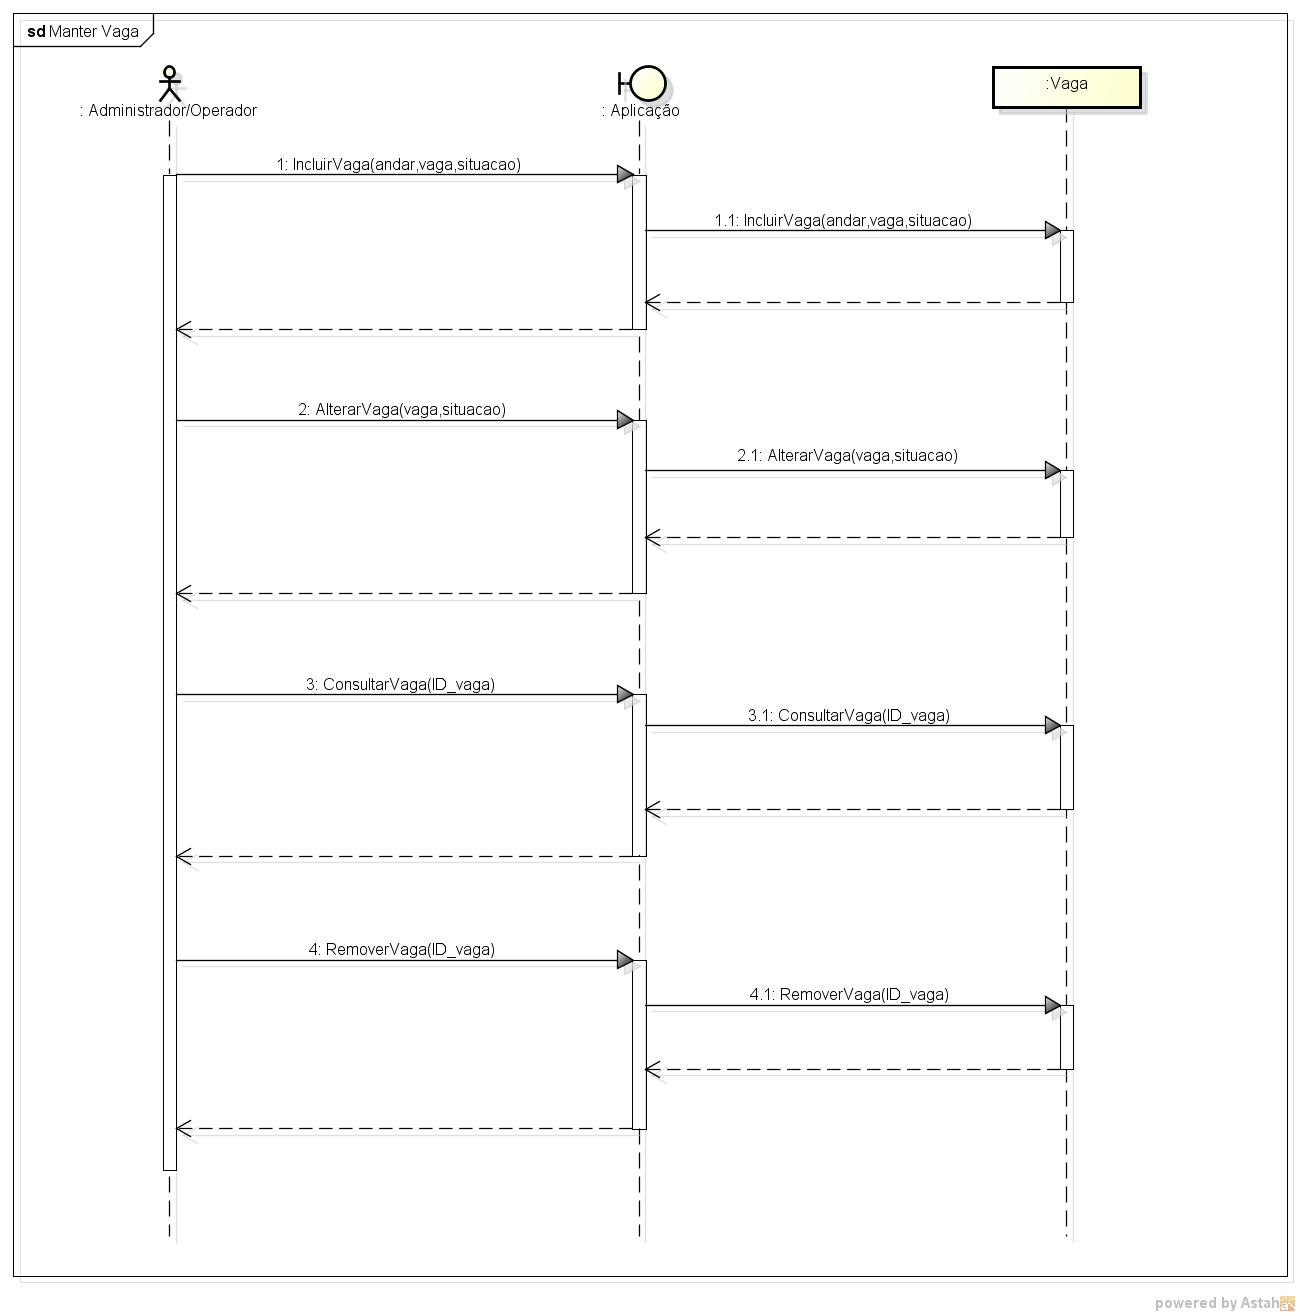 sd Manter Vaga
: Administrador/Operador
: Aplicação
:Vaga
1: IncluirVaga(andar,vaga,situacao)
1.1: IncluirVaga(andar,vaga,situacao)
2: AlterarVaga(vaga,situacao)
2.1: AlterarVaga(vaga,situacao)
3: ConsultarVaga(ID_vaga)
3.1: ConsultarVaga(ID_vaga)
4: RemoverVaga(ID_vaga)
4.1: RemoverVaga(ID_vaga)
powered by Astah